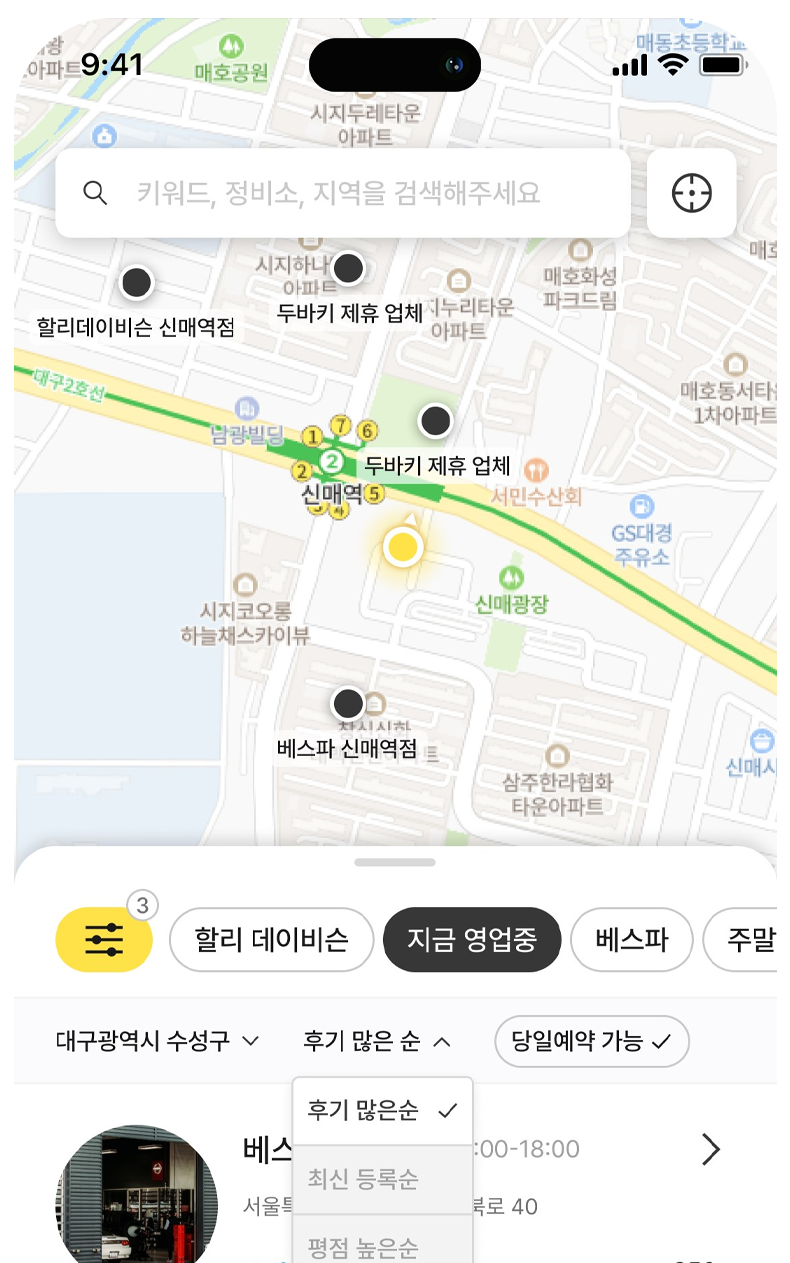 9:41
매동초등학교
아파트
매호공원
시지두레타운
아파트
키워드, 정비소, 지역을 검색해주세요
시지하나
아파트
매호화성
파크드림
두바키 제휴 업체
할리데이비슨 신매역점
지누리타운
아파트
대구2호선
매호동서타운
1차아파트
남광빌딩
7
6
1
2
2
두바키 제휴 업체
신매역
5
4
서민수산회
GS대경
주유소
신매광장
시지코오롱
하늘채스카이뷰
베스파 신매역점
삼주한라협화
타운아파트
신매시
3
할리 데이비슨
지금 영업중
베스파
주말
대구광역시 수성구
후기 많은 순
당일예약 가능
후기 많은순
베스
:00-18:00
최신 등록순
서울특
북로 40
평점 높은순